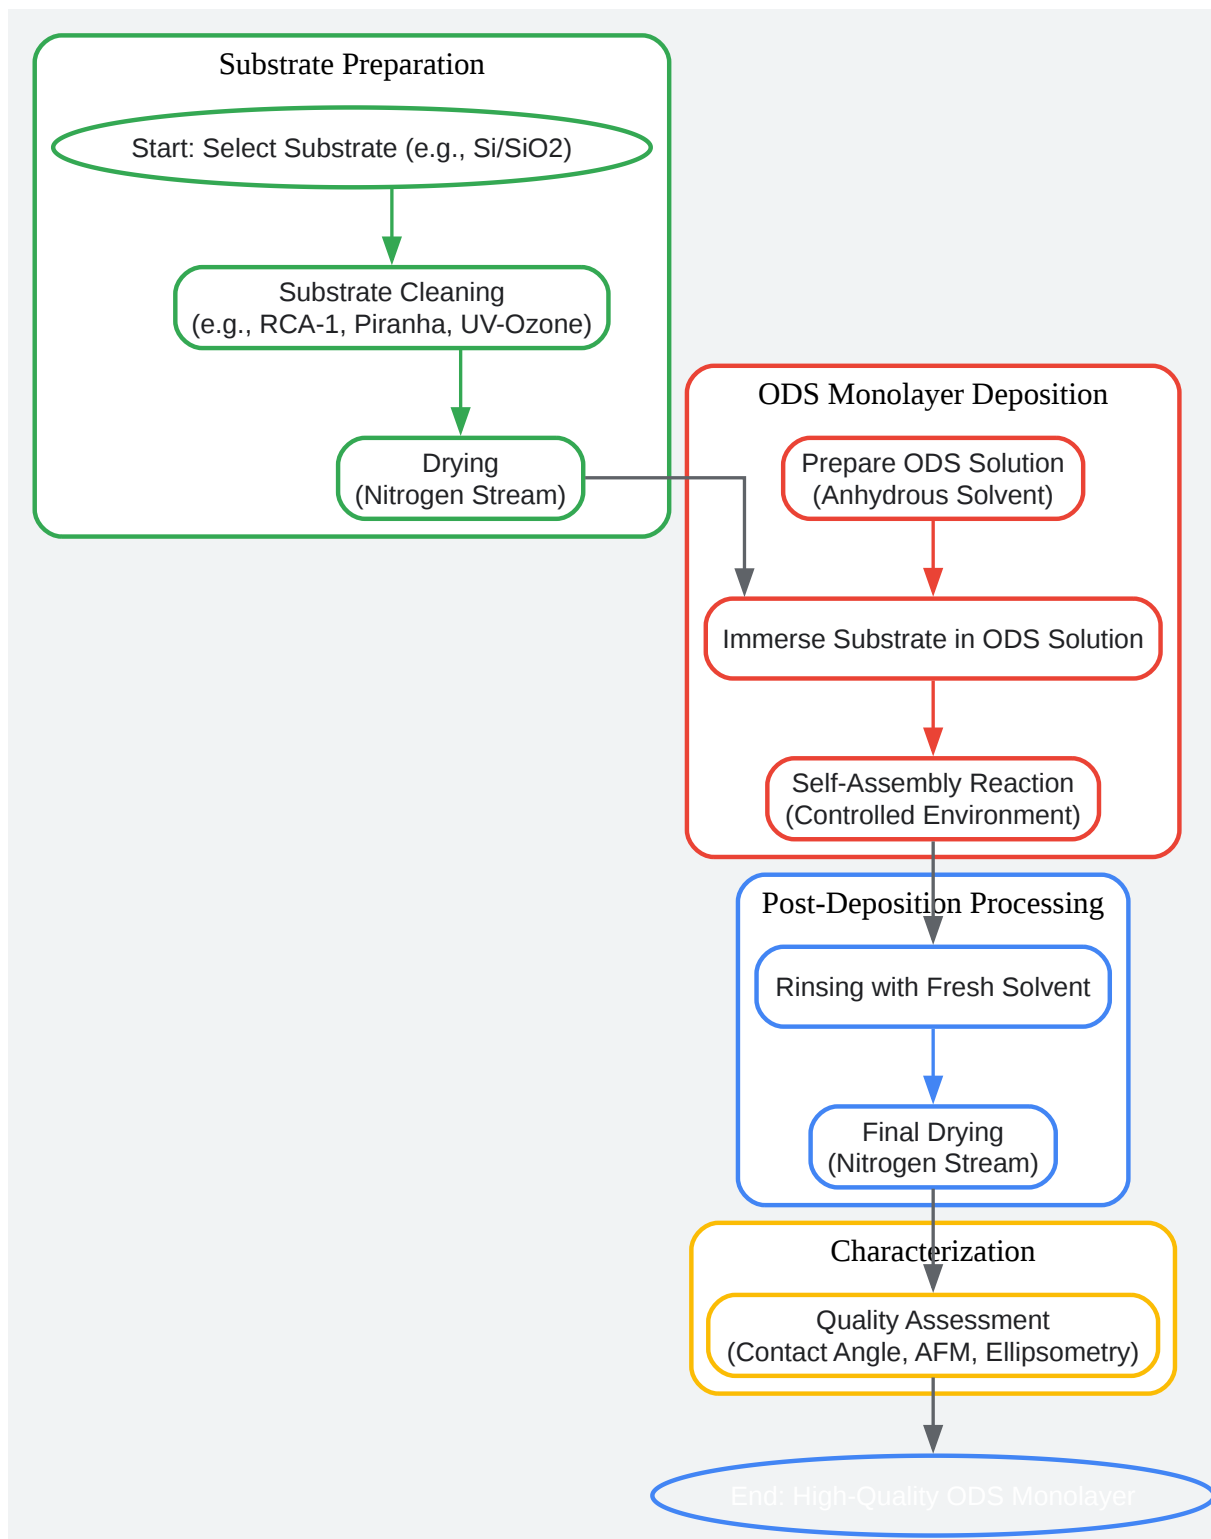 Substrate Preparation
Start: Select Substrate (e.g., Si/SiO2)
Substrate Cleaning
(e.g., RCA-1, Piranha, UV-Ozone)
Drying
(Nitrogen Stream)
ODS Monolayer Deposition
Prepare ODS Solution
(Anhydrous Solvent)
Immerse Substrate in ODS Solution
Self-Assembly Reaction
(Controlled Environment)
Post-Deposition Processing
Rinsing with Fresh Solvent
Final Drying
(Nitrogen Stream)
Characterization
Quality Assessment
(Contact Angle, AFM, Ellipsometry)
End: High-Quality ODS Monolayer